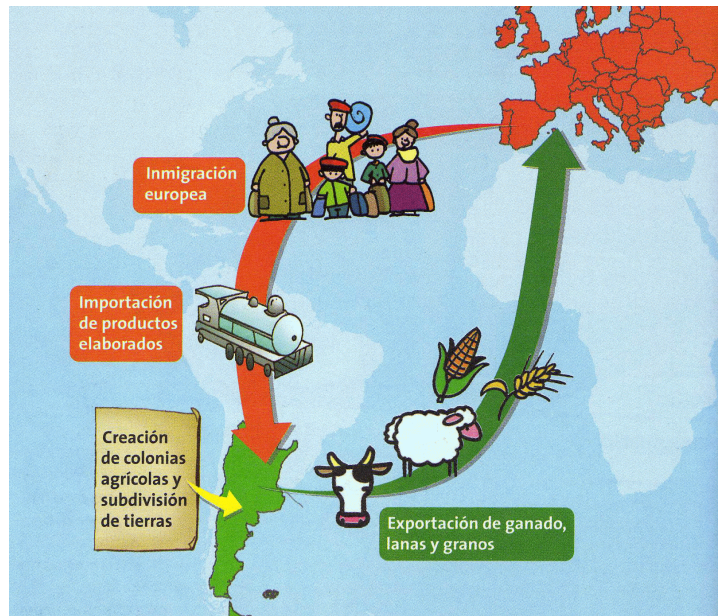 Inmigración
europea
Importación
de productos
elaborados
Creación
de colonias
agrícolas y
subdivisión
de tierras
Exportación de ganado,
lanas y granos